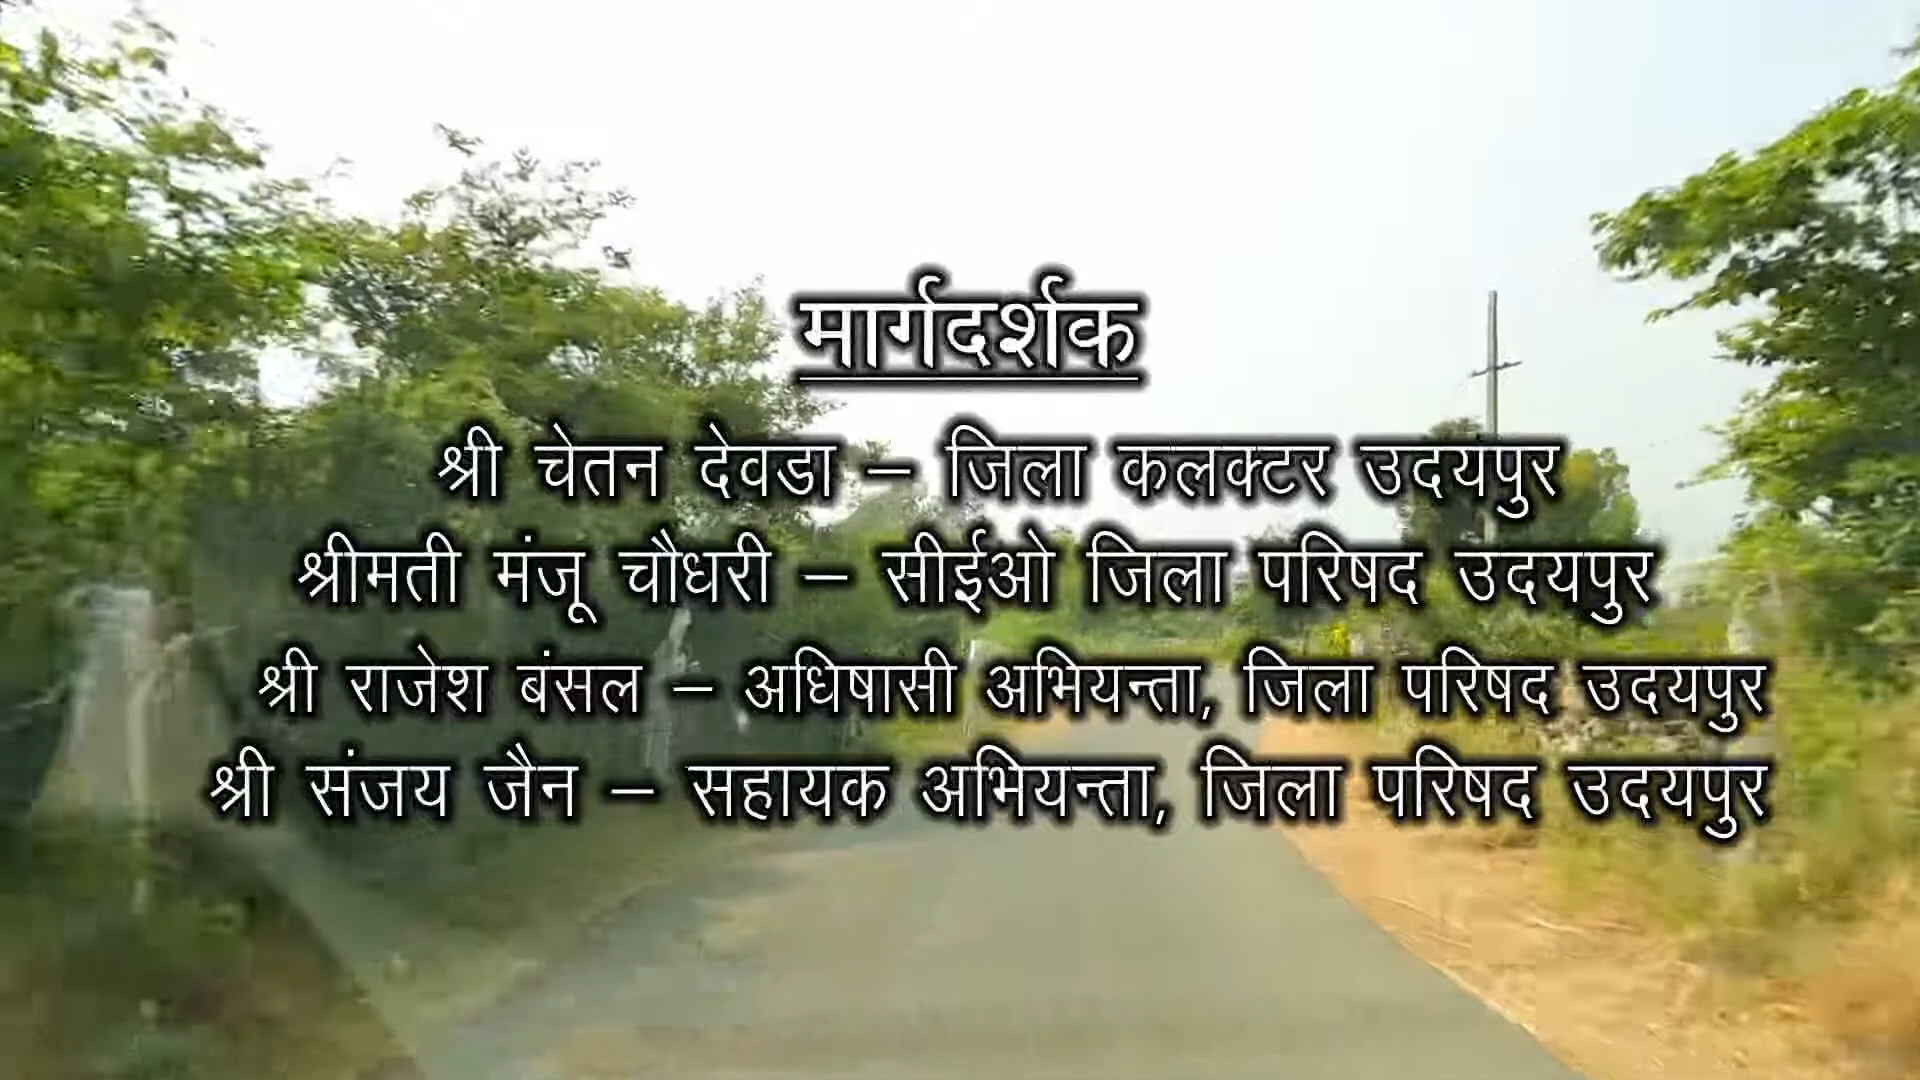 मार्गदर्शक
श्री चेतन देवडा – जिला कलक्टर उदयपुर
श्रीमती मंजू चौधरी – सीईओ जिला परिषद उदयपुर
श्री राजेश बंसल – अधिषासी अभियन्ता, जिला परिषद उदयपुर
श्री संजय जैन – सहायक अभियन्ता, जिला परिषद उदयपुर